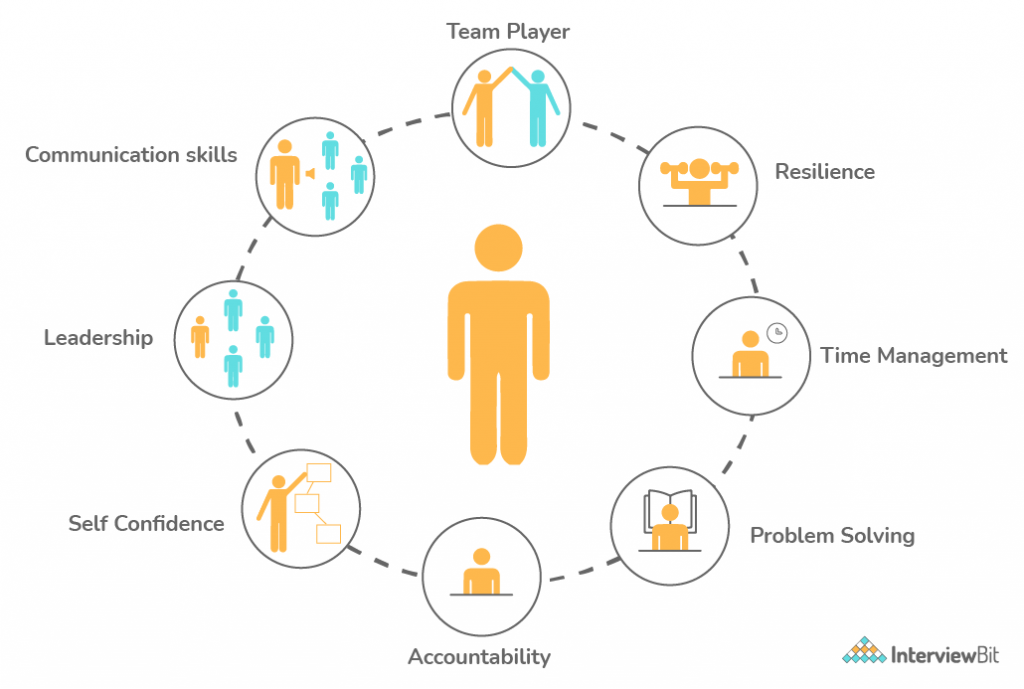 Team Player
Communication skills
Resilience
Leadership
Time Management
Self Confidence
Problem Solving
Accountability
InterviewBit